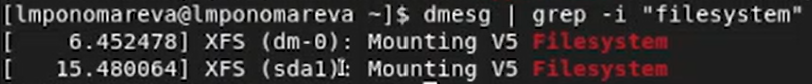 [lmponomareva@lmponomareva ~]$ dmesg | grep -i "filesystem"
[    6.452478] XFS (dm-0): Mounting V5 Filesystem
[   15.480064] XFS (sda1): Mounting V5 Filesystem